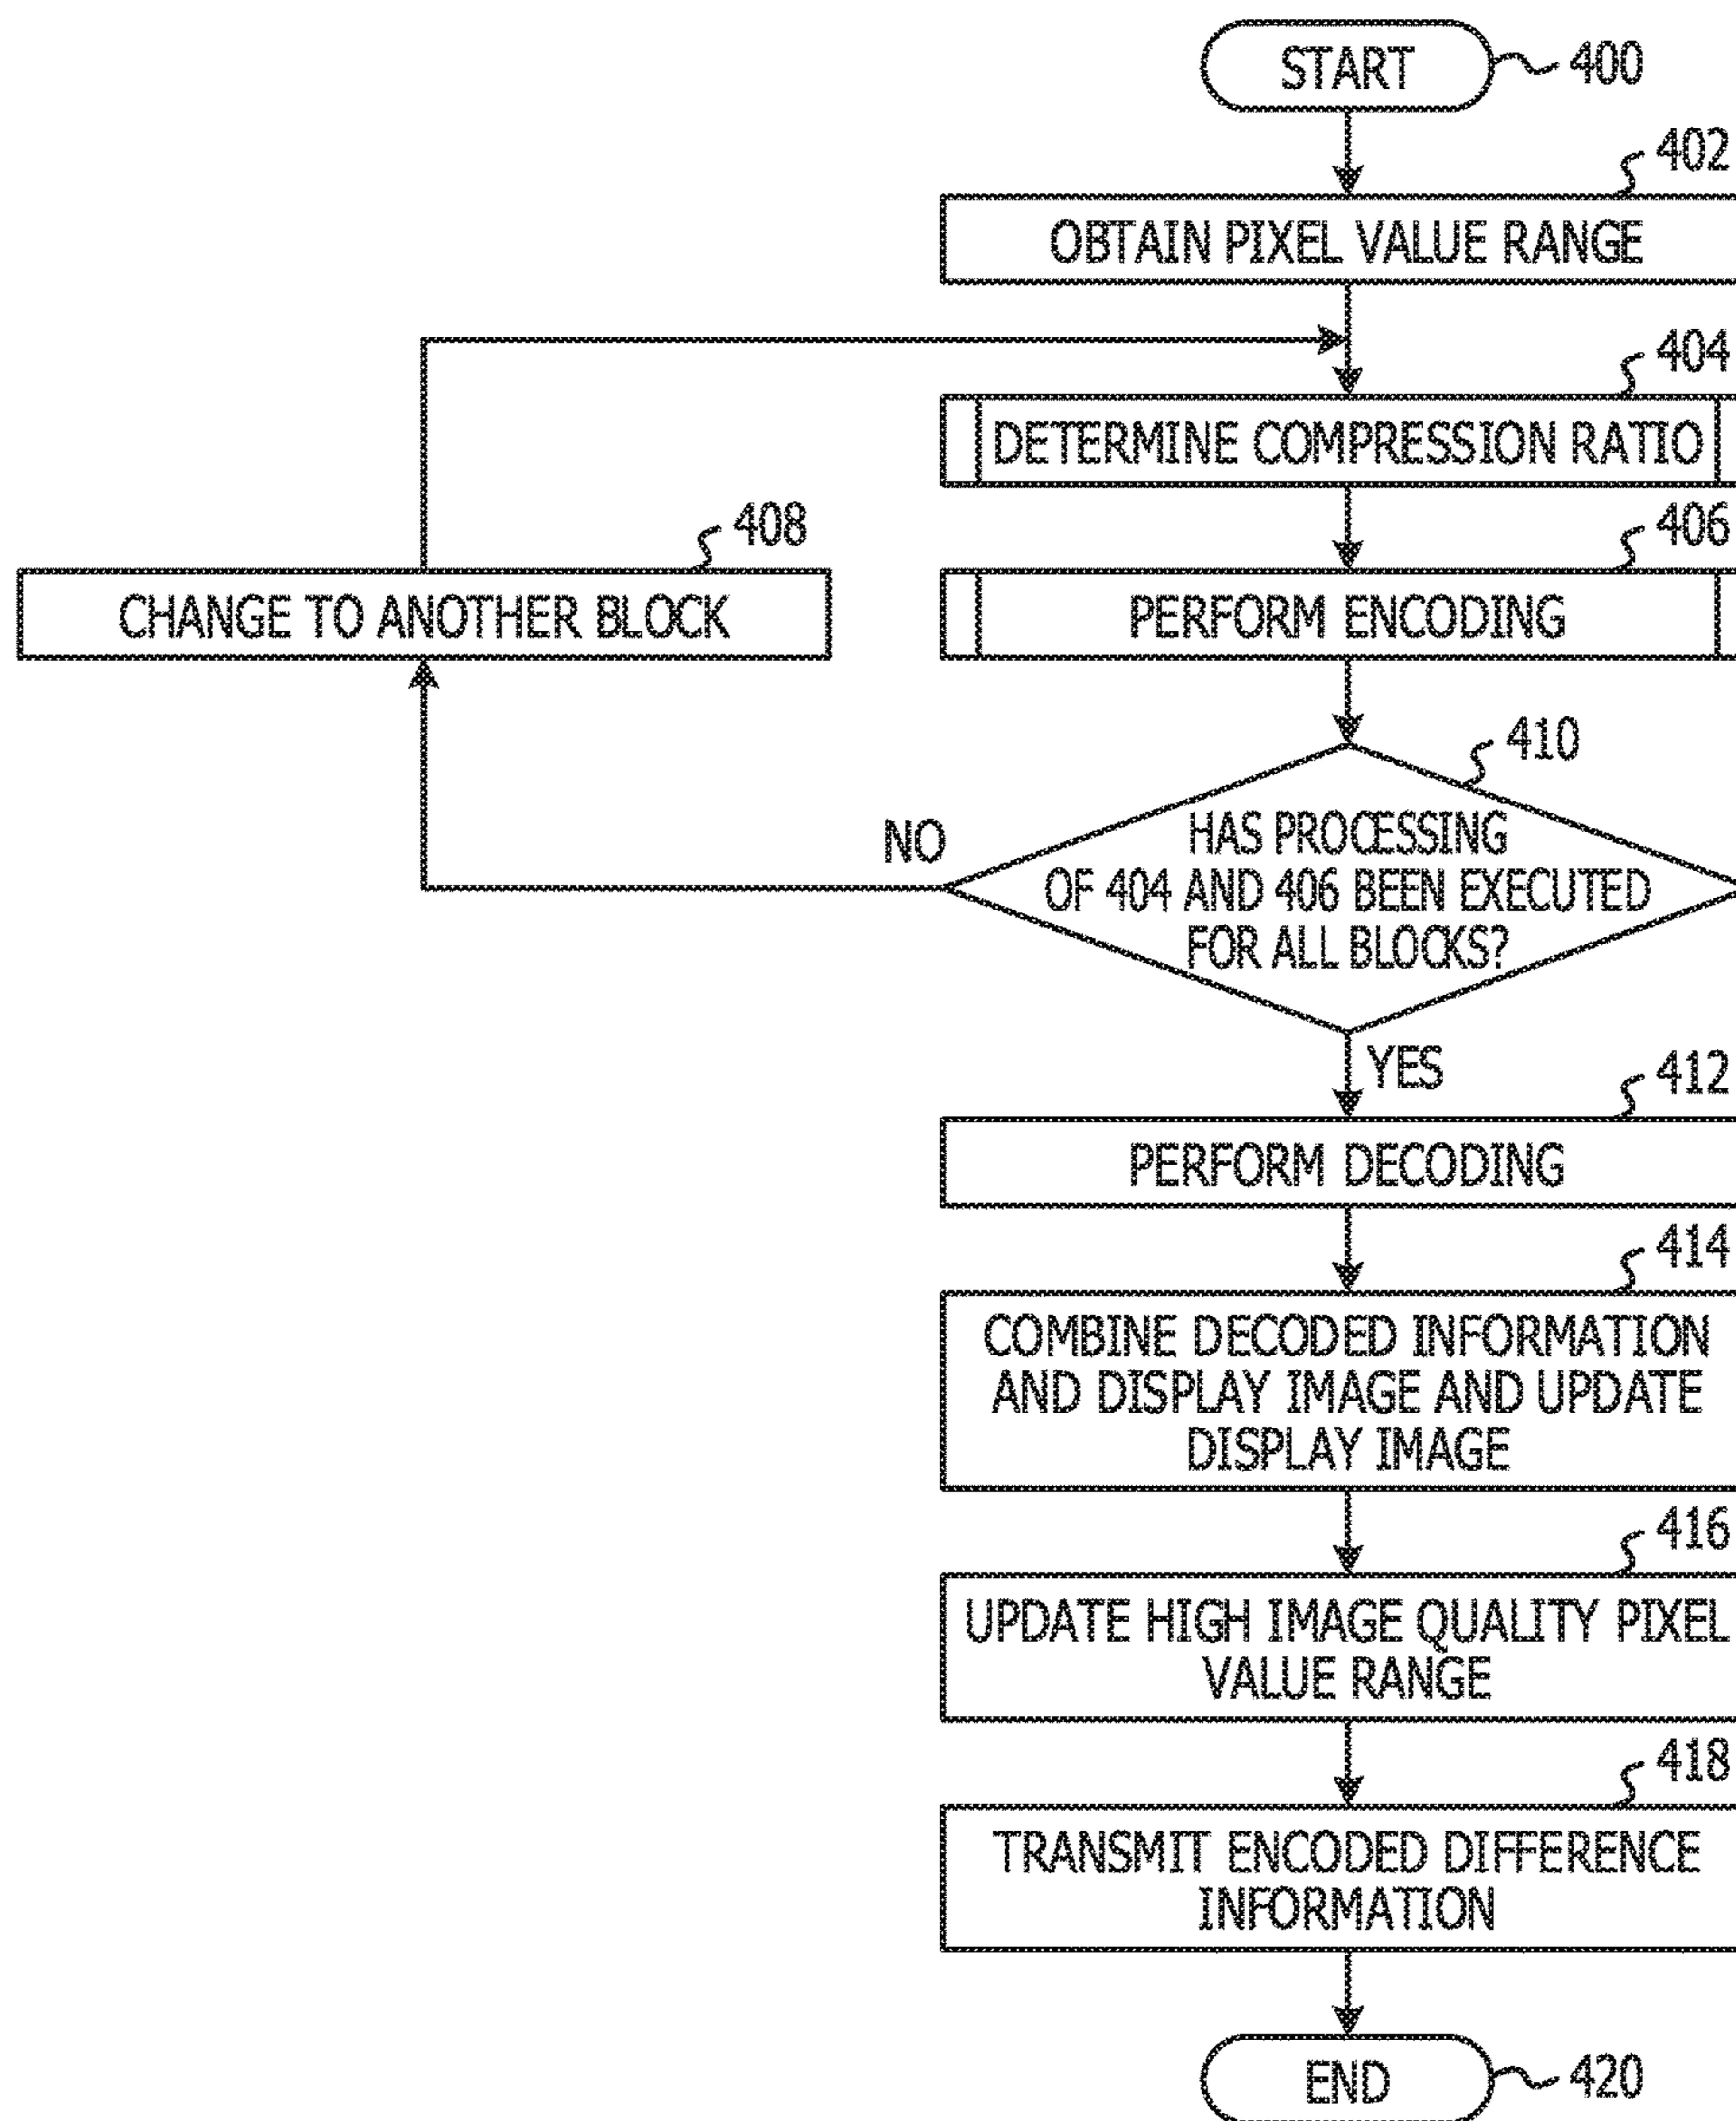 START
400
402
OBTAIN PIXEL VALUE RANGE
404
DETERMINE COMPRESSION RATIO
406
PERFORM ENCODING
408
CHANGE TO ANOTHER BLOCK
410
HAS PROCESSING
OF 404 AND 406 BEEN EXECUTED
FOR ALL BLOCKS?
NO
YES
412
PERFORM DECODING
414
COMBINE DECODED INFORMATION
AND DISPLAY IMAGE AND UPDATE
DISPLAY IMAGE
416
UPDATE HIGH IMAGE QUALITY PIXEL
VALUE RANGE
418
TRANSMIT ENCODED DIFFERENCE
INFORMATION
END
420